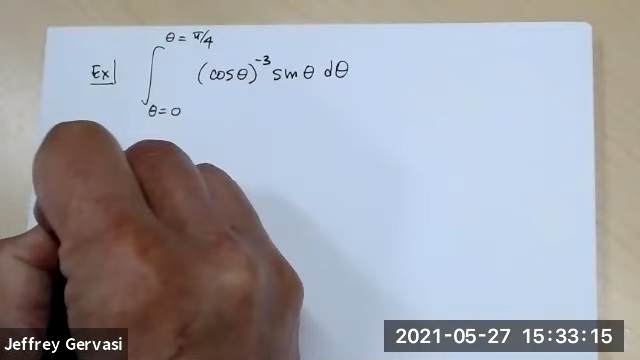 θ = π/4
Ex| ∫ (cosθ)⁻³ sinθ dθ
θ=0
Jeffrey Gervasi
2021-05-27 15:33:15